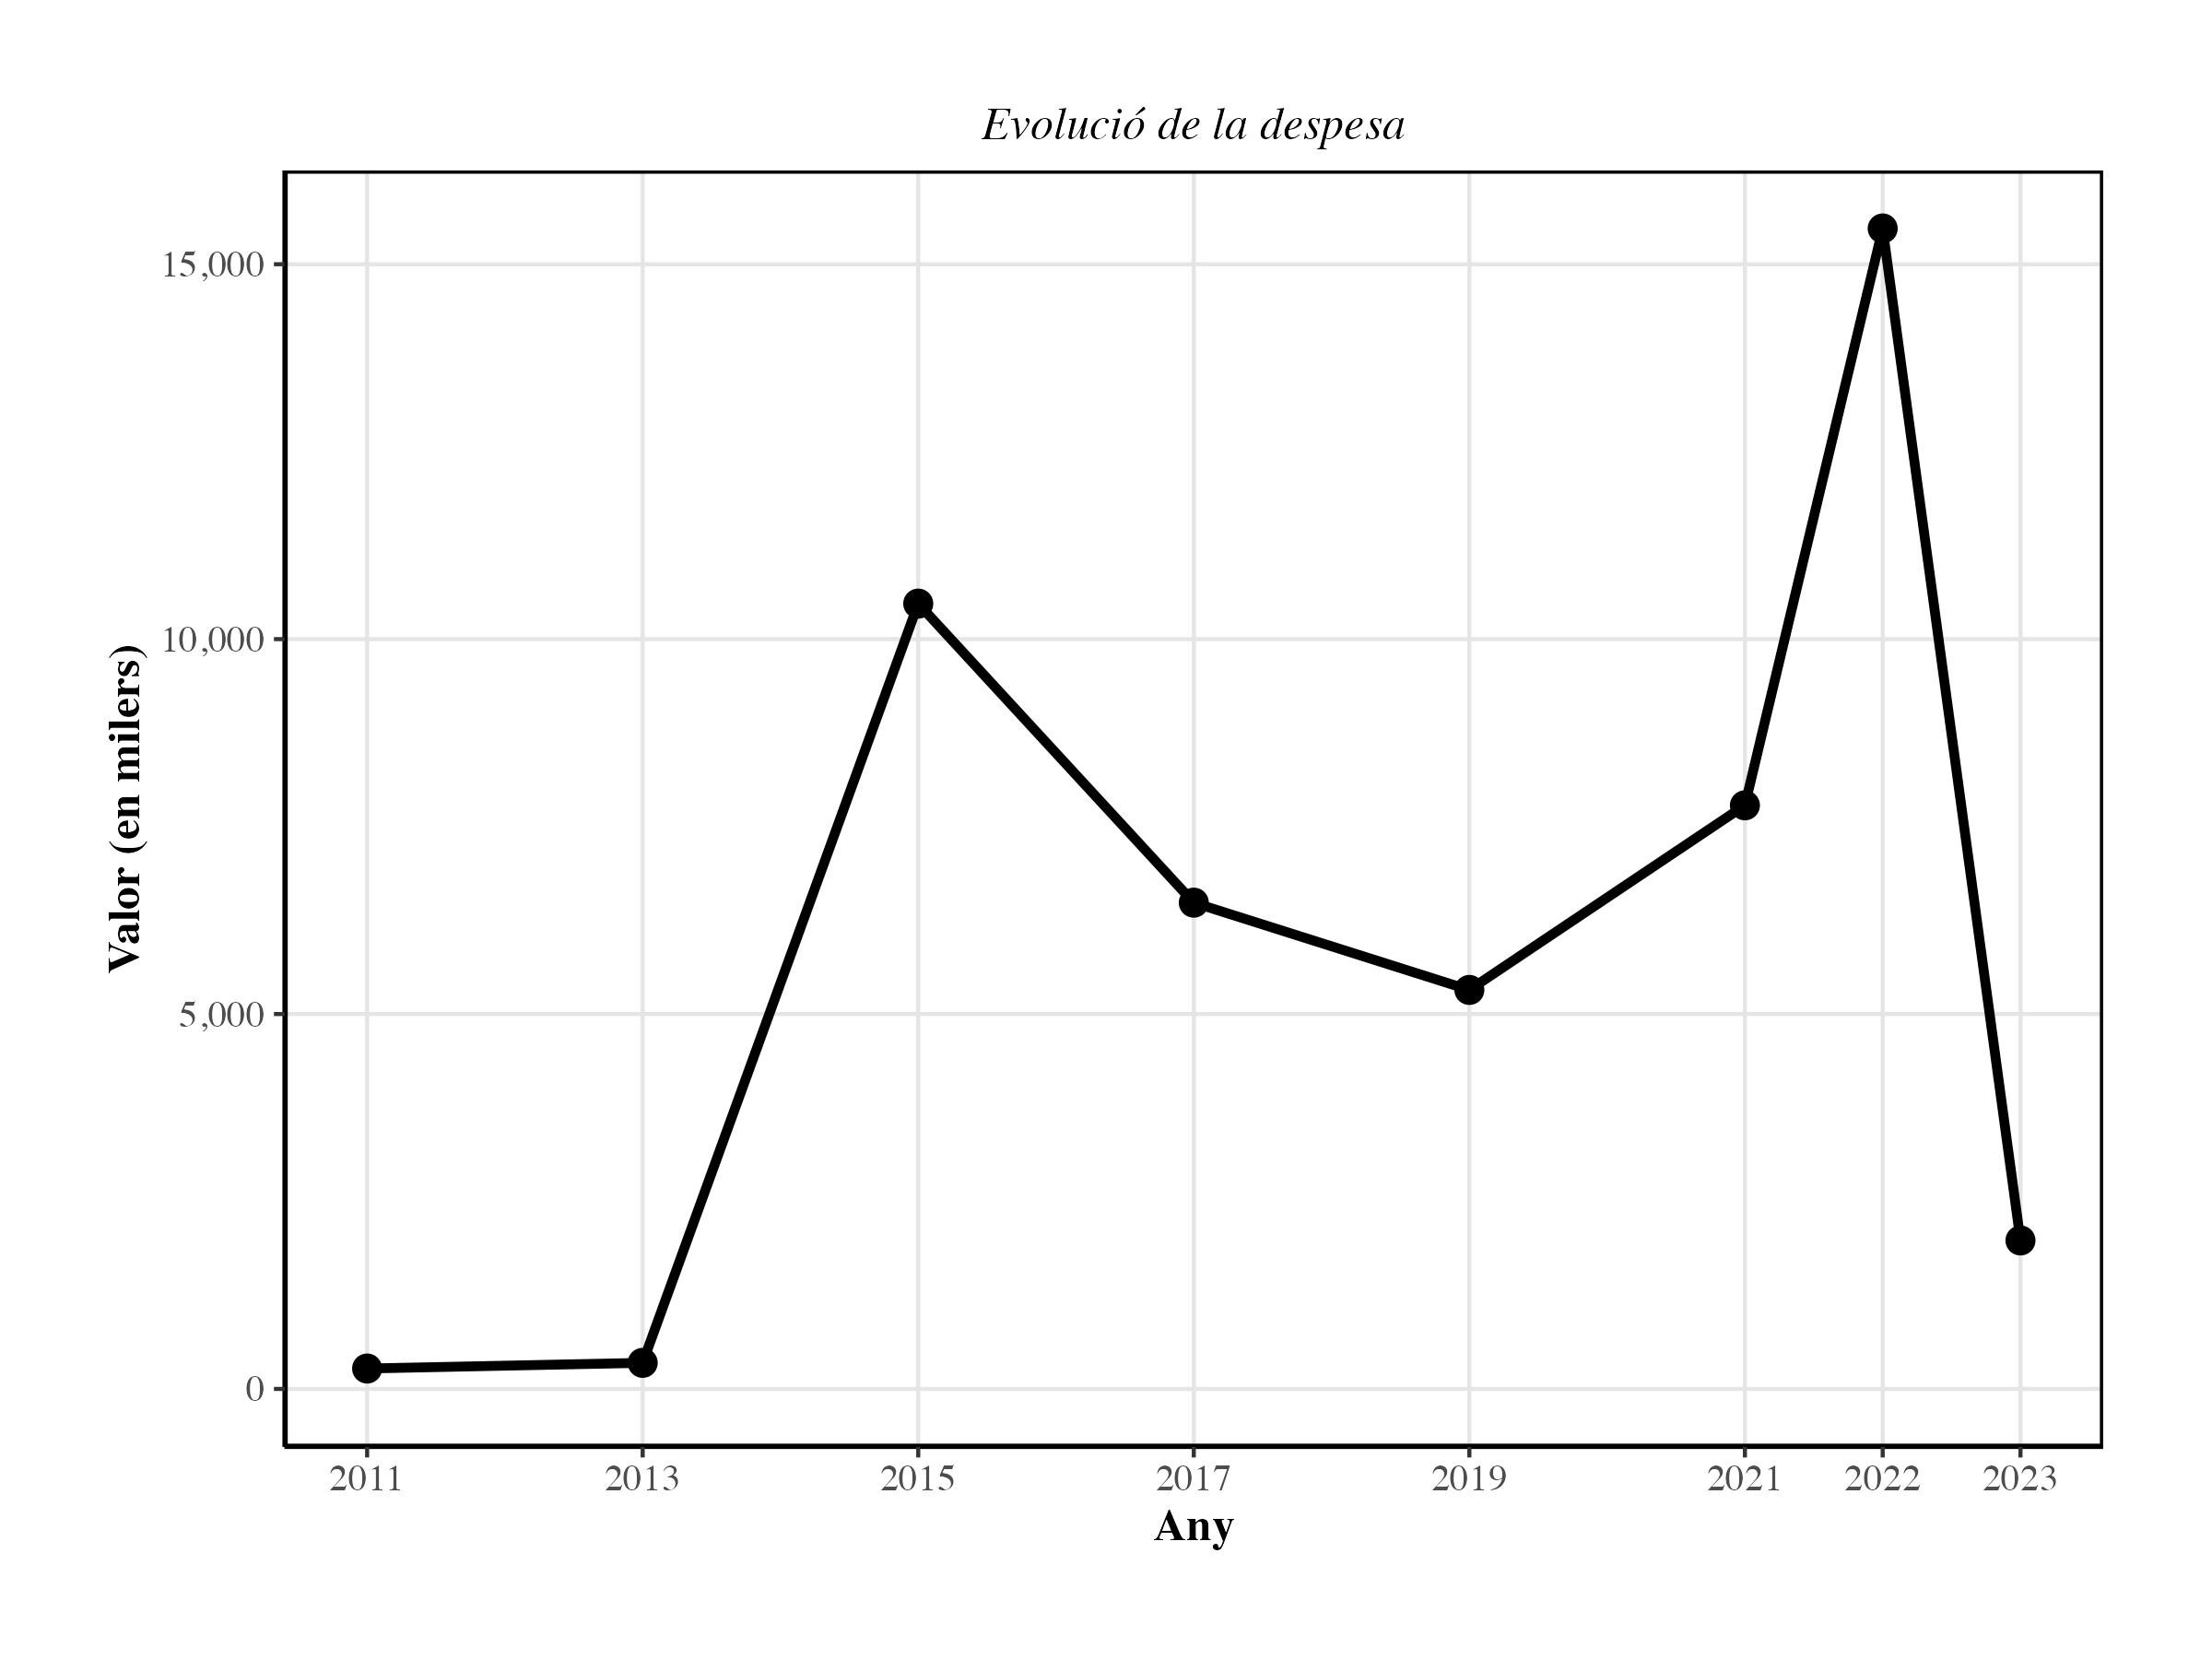 Evolució de la despesa
Valor (en milers)
15,000
10,000
5,000
0
2011 2013 2015 2017 2019 2021 2022 2023
Any